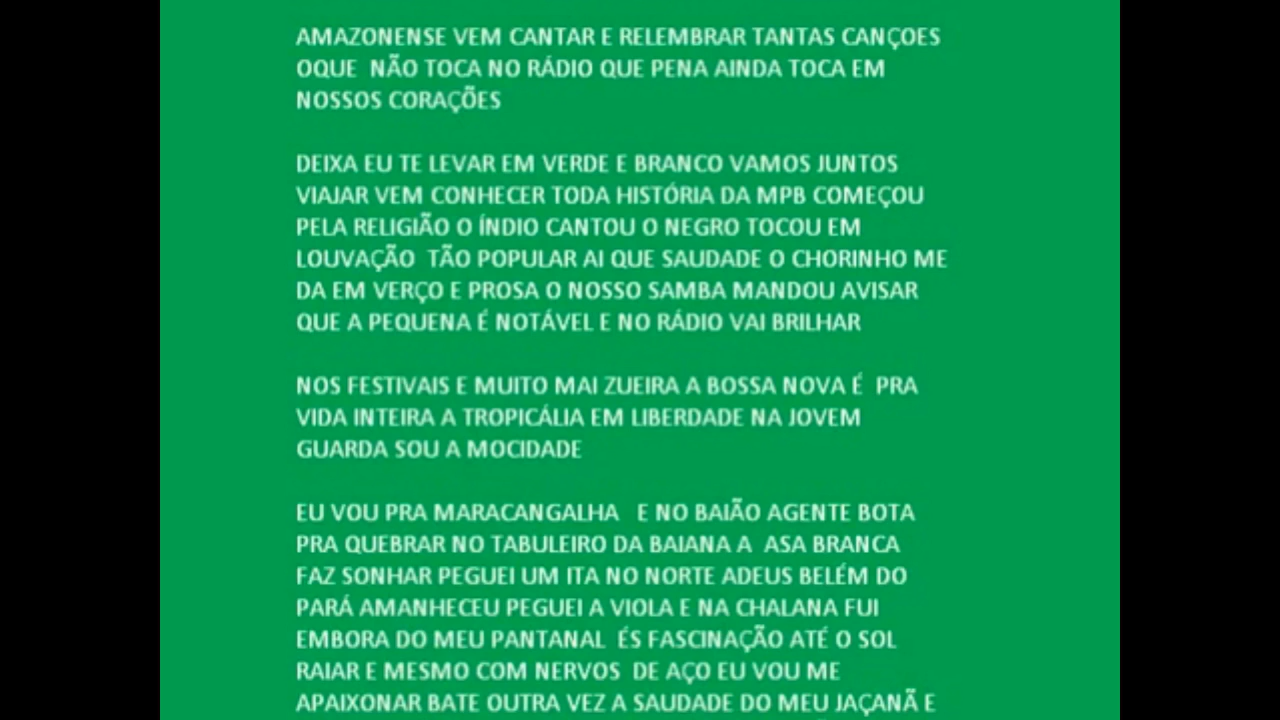 AMAZONENSE VEM CANTAR E RELEMBRAR TANTAS CANÇOES
OQUE  NÃO TOCA NO RÁDIO QUE PENA AINDA TOCA EM
NOSSOS CORAÇÕES
DEIXA EU TE LEVAR EM VERDE E BRANCO VAMOS JUNTOS
VIAJAR VEM CONHECER TODA HISTÓRIA DA MPB COMEÇOU
PELA RELIGIÃO O ÍNDIO CANTOU O NEGRO TOCOU EM
LOUVAÇÃO  TÃO POPULAR AI QUE SAUDADE O CHORINHO ME
DA EM VERÇO E PROSA O NOSSO SAMBA MANDOU AVISAR
QUE A PEQUENA É NOTÁVEL E NO RÁDIO VAI BRILHAR
NOS FESTIVAIS E MUITO MAI ZUEIRA A BOSSA NOVA É  PRA
VIDA INTEIRA A TROPICÁLIA EM LIBERDADE NA JOVEM
GUARDA SOU A MOCIDADE
EU VOU PRA MARACANGALHA   E NO BAIÃO AGENTE BOTA
PRA QUEBRAR NO TABULEIRO DA BAIANA A  ASA BRANCA
FAZ SONHAR PEGUEI UM ITA NO NORTE ADEUS BELÉM DO
PARÁ AMANHECEU PEGUEI A VIOLA E NA CHALANA FUI
EMBORA DO MEU PANTANAL  ÉS FASCINAÇÃO ATÉ O SOL
RAIAR E MESMO COM NERVOS  DE AÇO EU VOU ME
APAIXONAR BATE OUTRA VEZ A SAUDADE DO MEU JAÇANÃ E